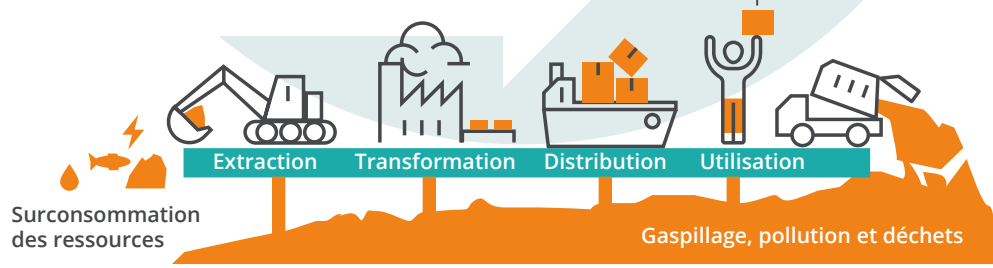 Extraction
Transformation
Distribution
Utilisation
Surconsommation
des ressources
Gaspillage, pollution et déchets